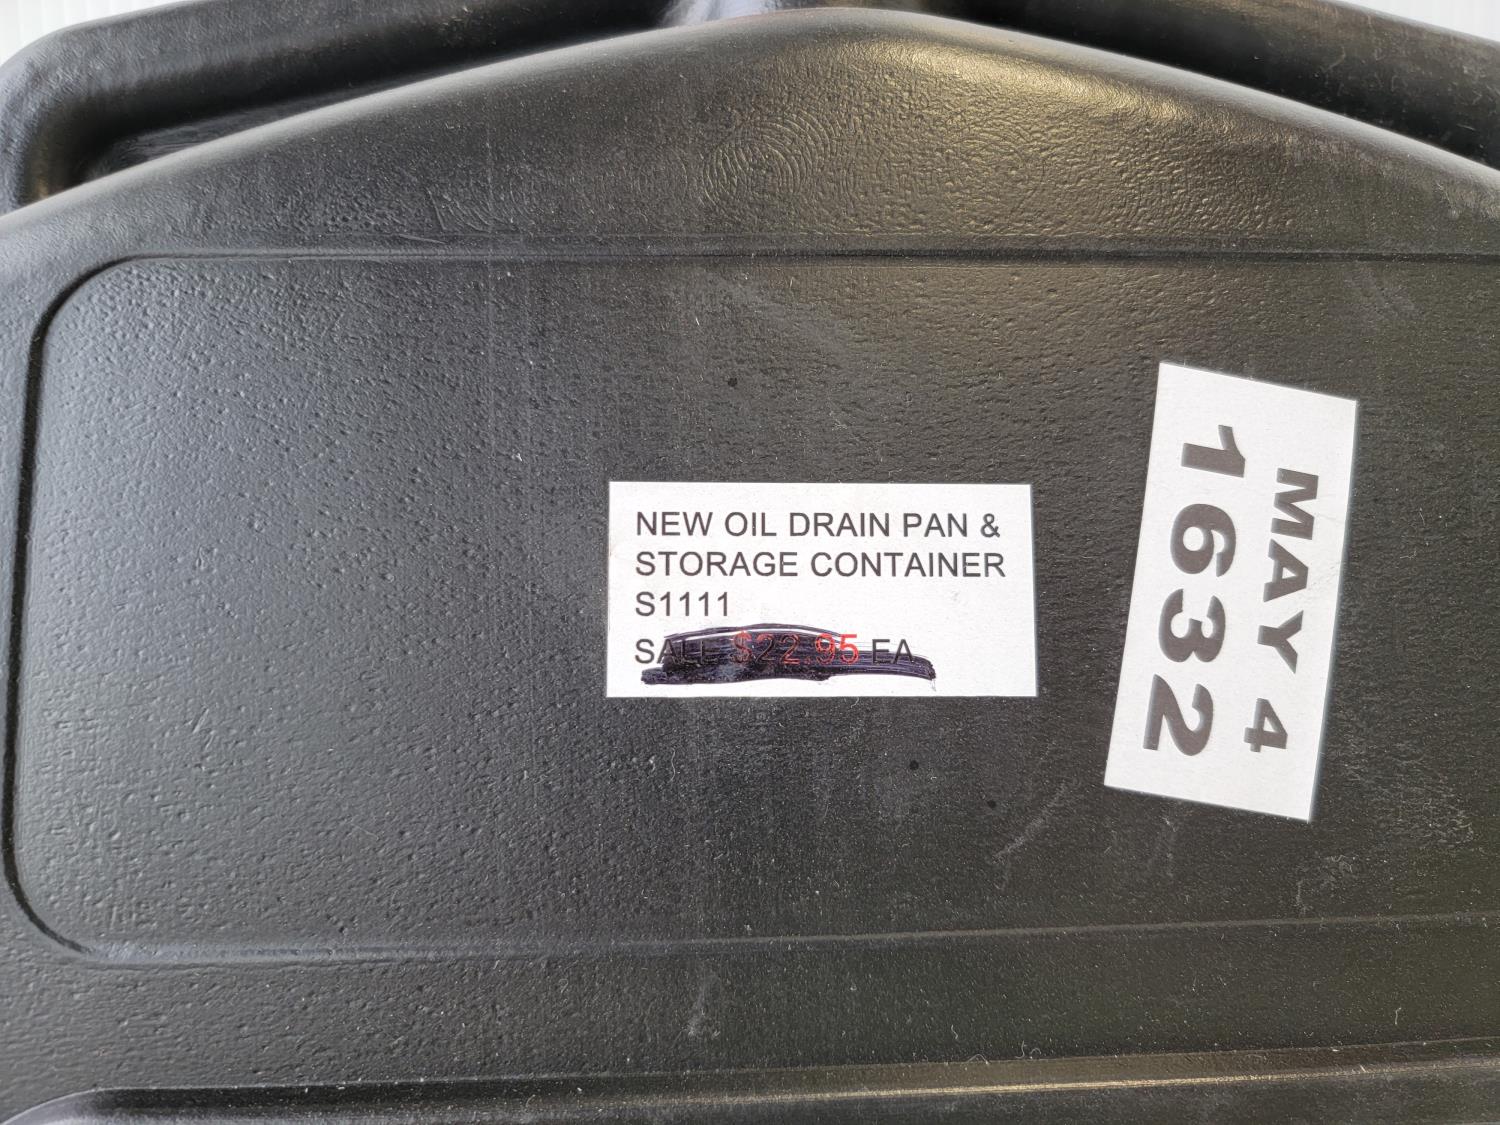 NEW OIL DRAIN PAN &
STORAGE CONTAINER
S1111
SALE $22.95 EA
MAY 4
1632